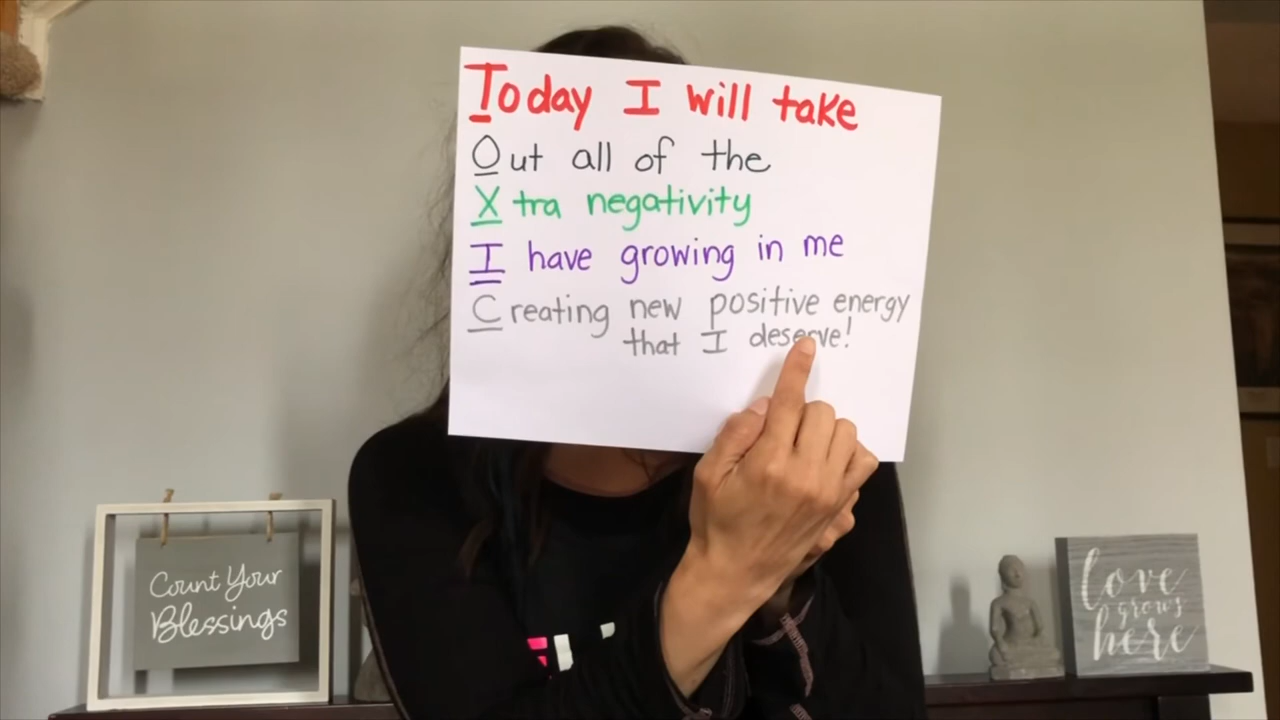 Today I will take
Out all of the
Xtra negativity
I have growing in me
Creating new positive energy
that I deserve!
Count Your
Blessings
love
grows
here